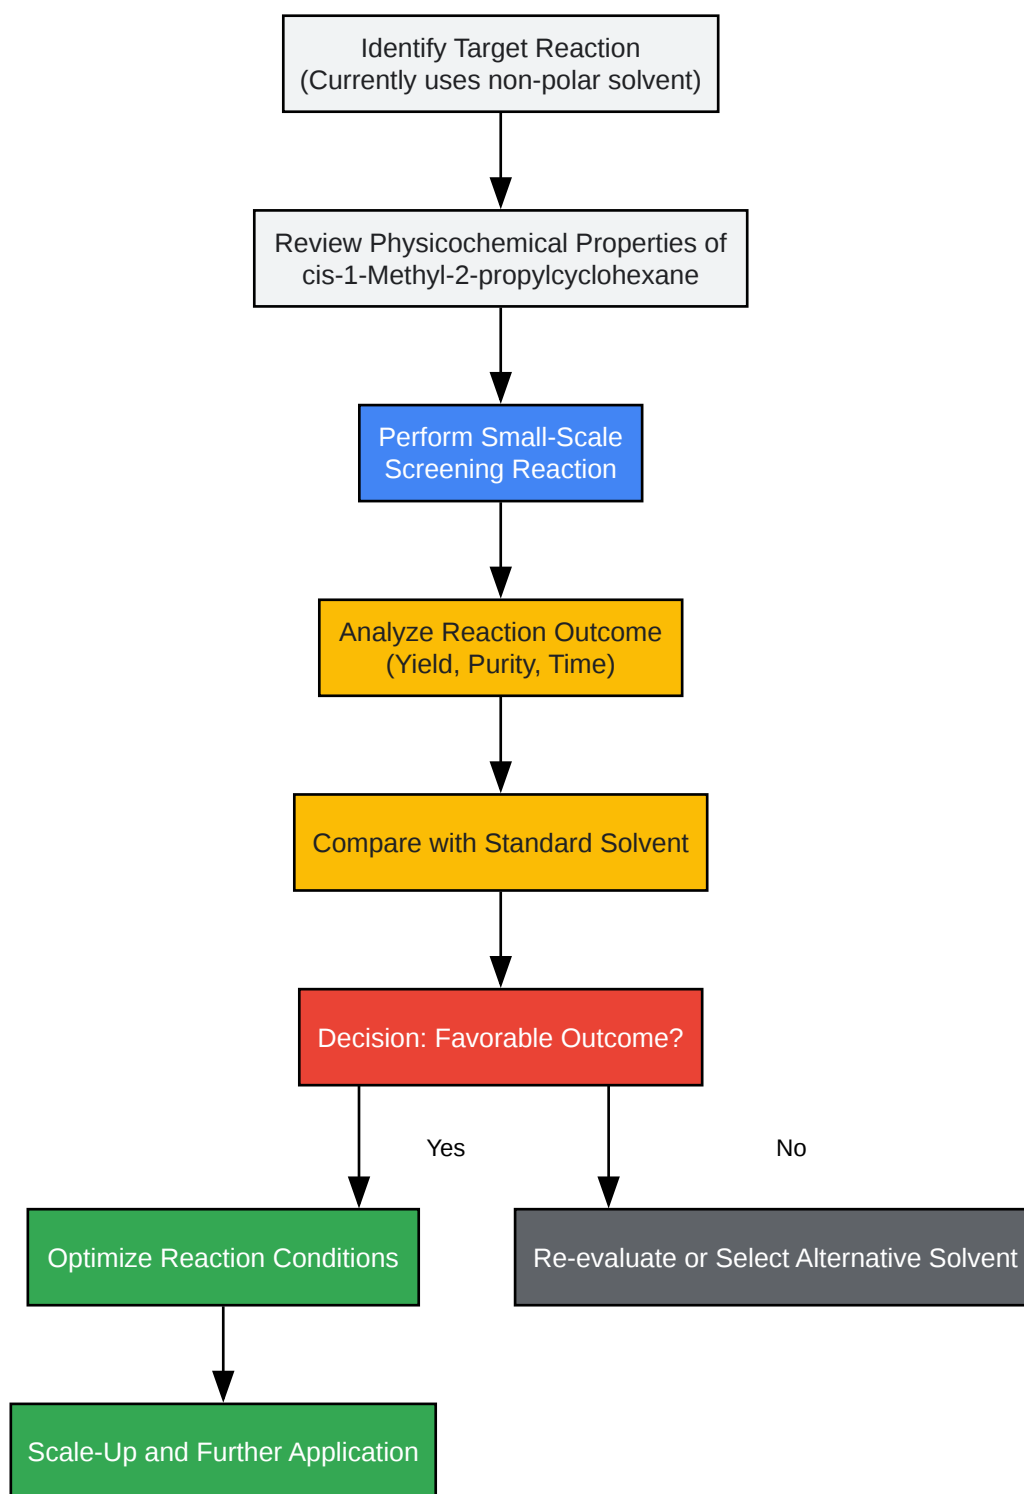 Identify Target Reaction
(Currently uses non-polar solvent)
Review Physicochemical Properties of
cis-1-Methyl-2-propylcyclohexane
Perform Small-Scale
Screening Reaction
Analyze Reaction Outcome
(Yield, Purity, Time)
Compare with Standard Solvent
Decision: Favorable Outcome?
Yes
No
Optimize Reaction Conditions
Re-evaluate or Select Alternative Solvent
Scale-Up and Further Application